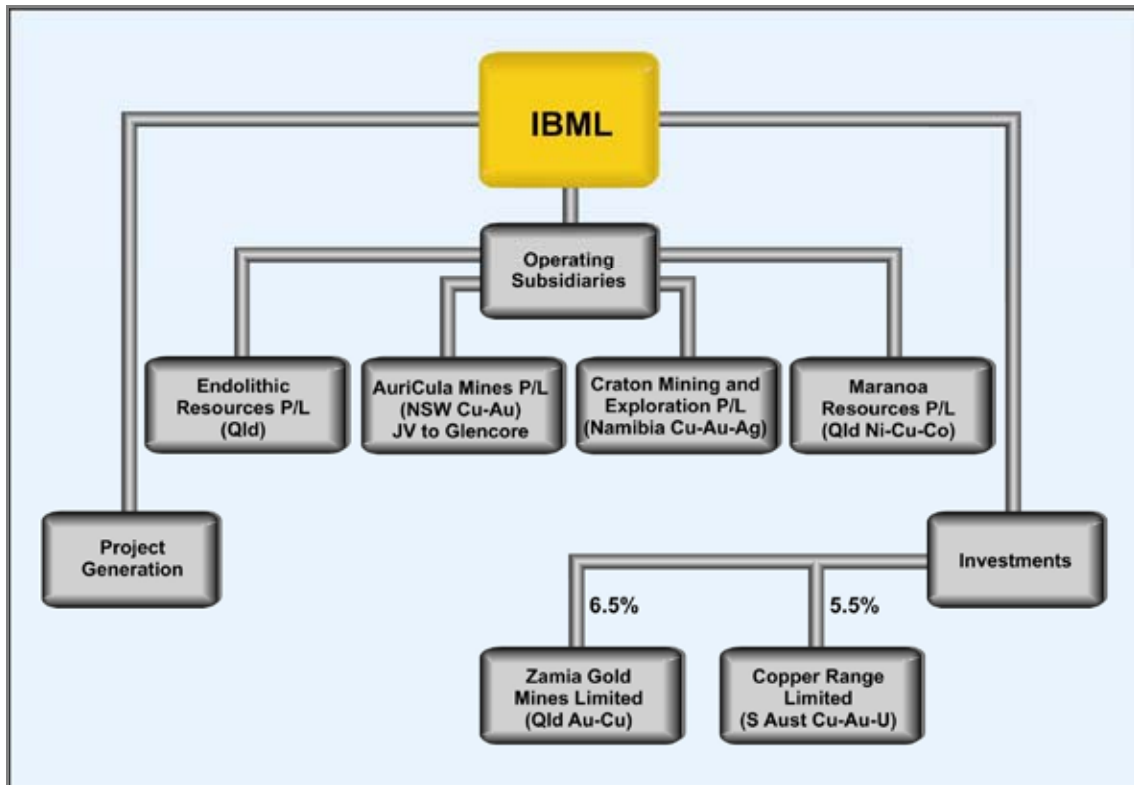 IBML
Operating
Subsidiaries
Endolithic
Resources P/L
(Qld)
AuriCula Mines P/L
(NSW Cu-Au)
JV to Glencore
Craton Mining and
Exploration P/L
(Namibia Cu-Au-Ag)
Maranoa
Resources P/L
(Qld Ni-Cu-Co)
Project
Generation
Investments
6.5%
5.5%
Zamia Gold
Mines Limited
(Qld Au-Cu)
Copper Range
Limited
(S Aust Cu-Au-U)